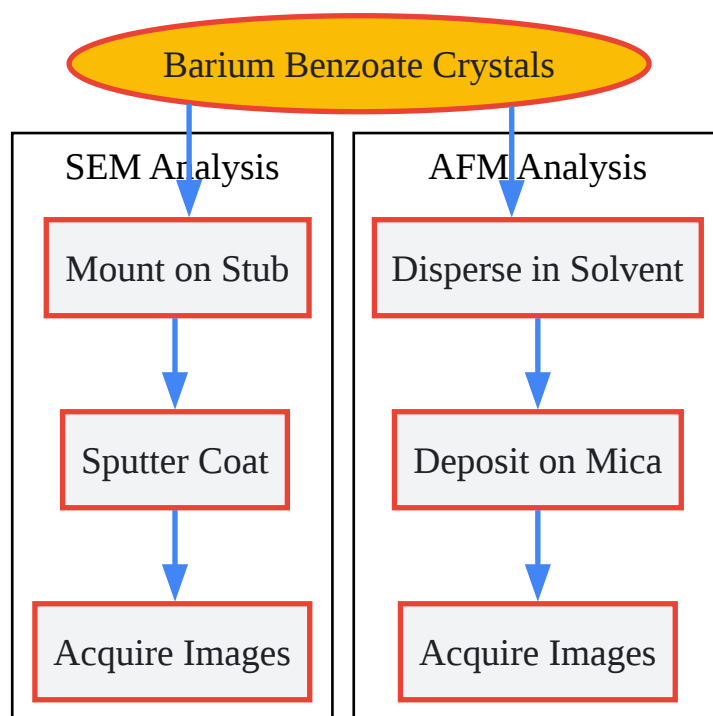 Barium Benzoate Crystals
SEM Analysis
Mount on Stub
Sputter Coat
Acquire Images
AFM Analysis
Disperse in Solvent
Deposit on Mica
Acquire Images